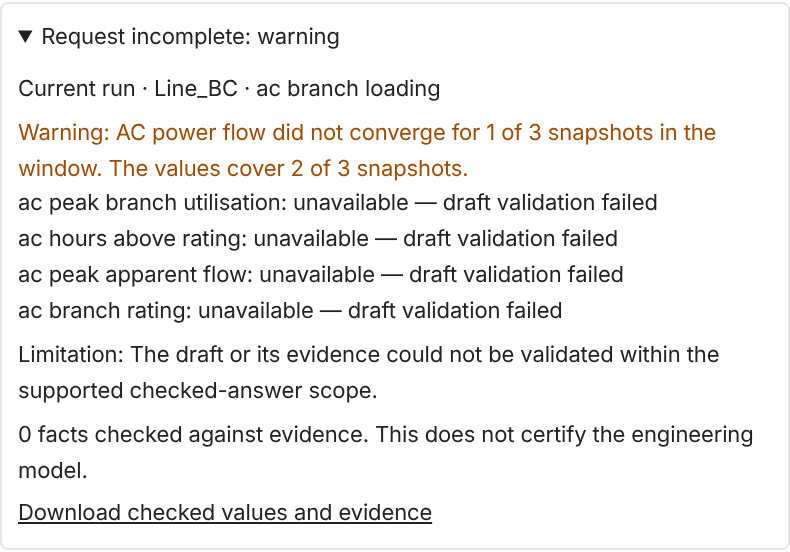 ▼ Request incomplete: warning
Current run · Line_BC · ac branch loading
Warning: AC power flow did not converge for 1 of 3 snapshots in the
window. The values cover 2 of 3 snapshots.
ac peak branch utilisation: unavailable — draft validation failed
ac hours above rating: unavailable — draft validation failed
ac peak apparent flow: unavailable — draft validation failed
ac branch rating: unavailable — draft validation failed
Limitation: The draft or its evidence could not be validated within the
supported checked-answer scope.
0 facts checked against evidence. This does not certify the engineering
model.
Download checked values and evidence